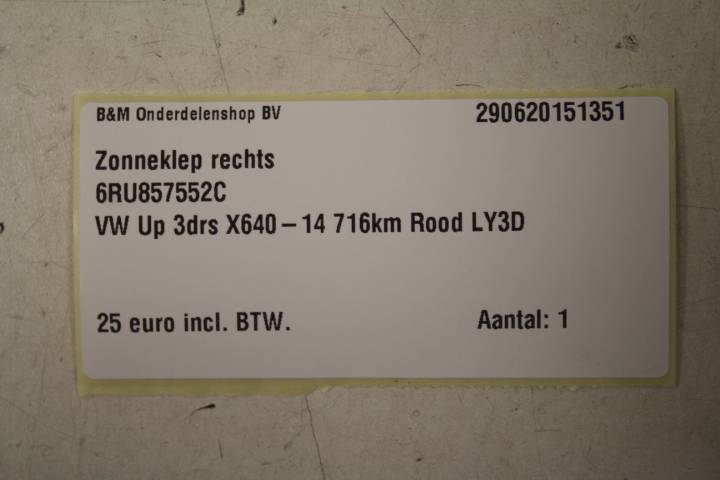 B&M Onderdelenshop BV 290620151351
Zonneklep rechts
6RU857552C
VW Up 3drs X640 – 14 716km Rood LY3D
25 euro incl. BTW. Aantal: 1